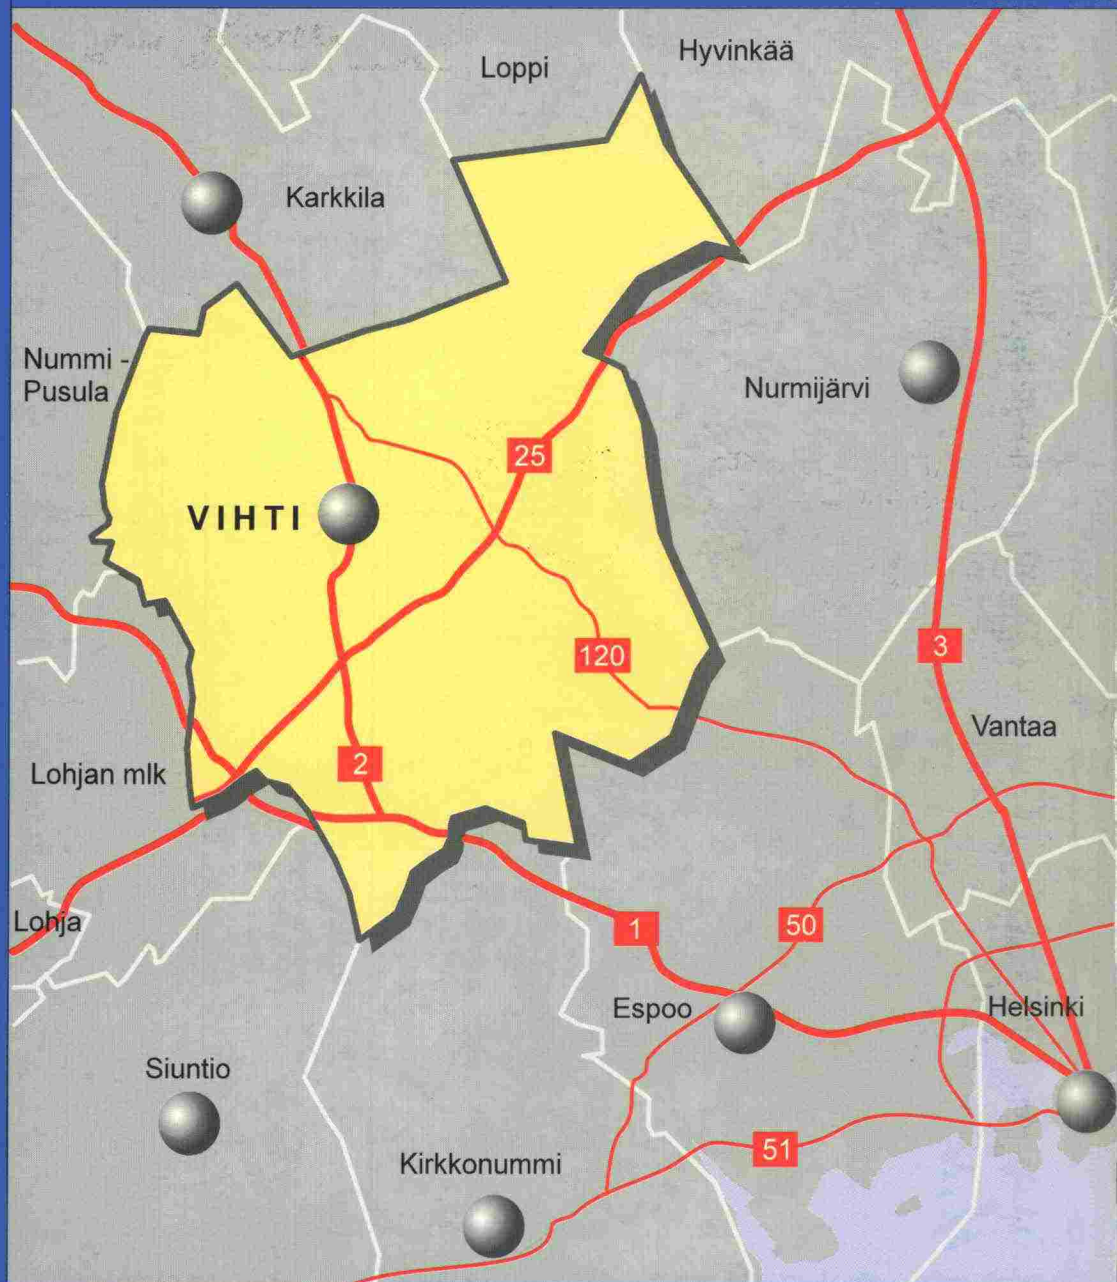 Hyvinkää
Loppi
Karkkila
Nummi -
Pusula
Nurmijärvi
25
VIHTI
120
3
Vantaa
2
Lohjan mlk
Lohja
1
50
Espoo
Helsinki
Siuntio
51
Kirkkonummi